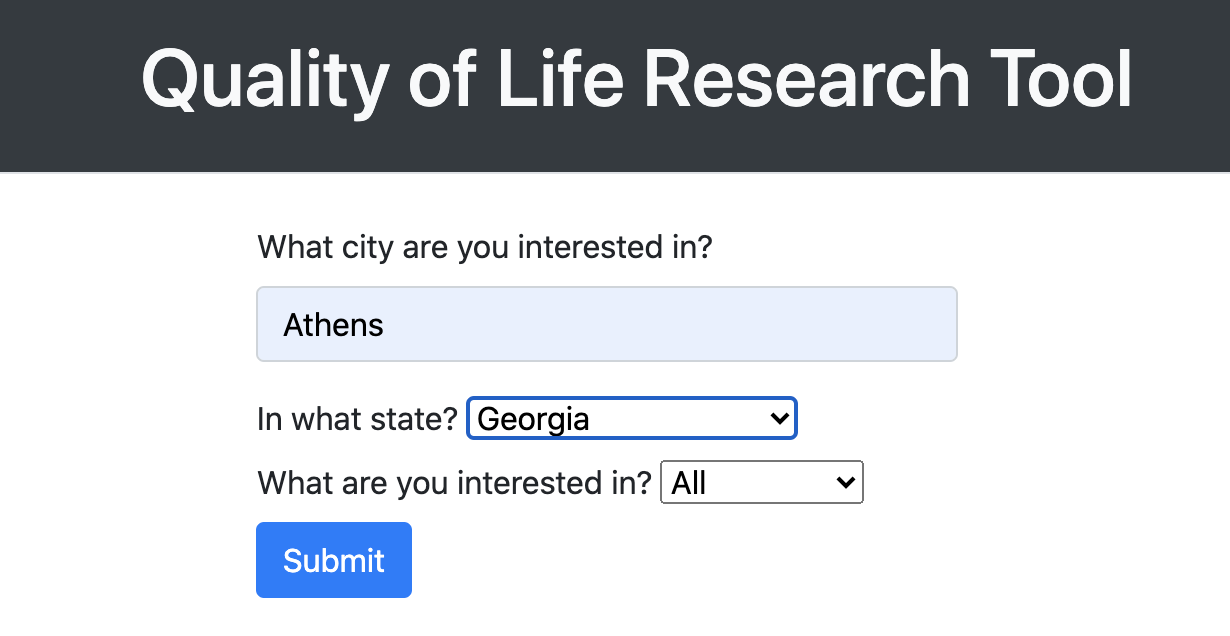 Quality of Life Research Tool
What city are you interested in?
Athens
In what state? Georgia
What are you interested in? All
Submit